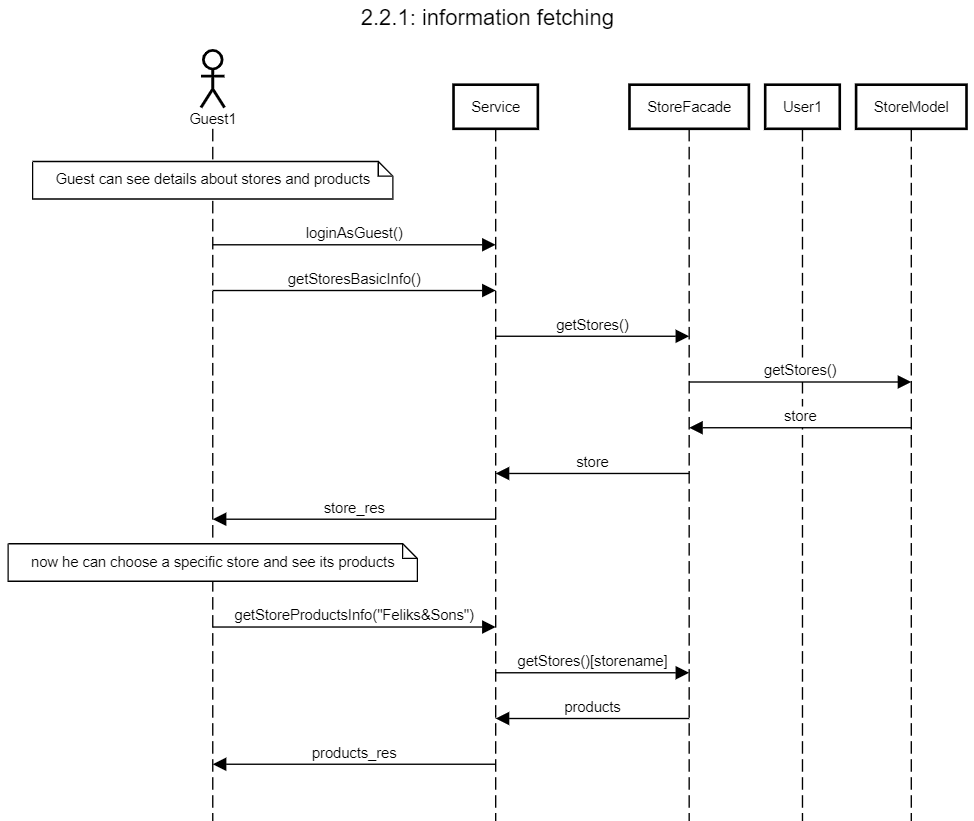 2.2.1: information fetching
Guest1
Service
StoreFacade
User1
StoreModel
Guest can see details about stores and products
loginAsGuest()
getStoresBasicInfo()
getStores()
getStores()
store
store
store_res
now he can choose a specific store and see its products
getStoreProductsInfo("Feliks&Sons")
getStores()[storename]
products
products_res